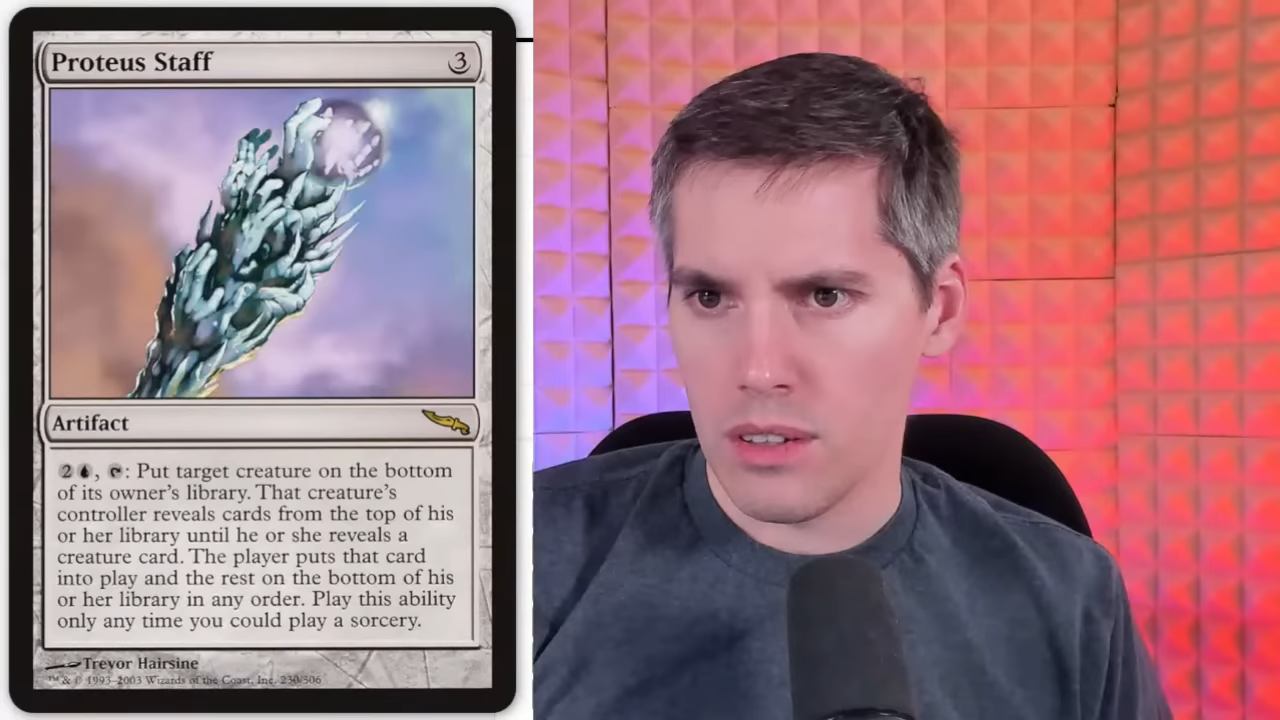 Proteus Staff 3
Artifact
2, : Put target creature on the bottom
of its owner's library. That creature's
controller reveals cards from the top of his
or her library until he or she reveals a
creature card. The player puts that card
into play and the rest on the bottom of his
or her library in any order. Play this ability
only any time you could play a sorcery.
Trevor Hairsine
™ & © 1993–2003 Wizards of the Coast, Inc. 230/306